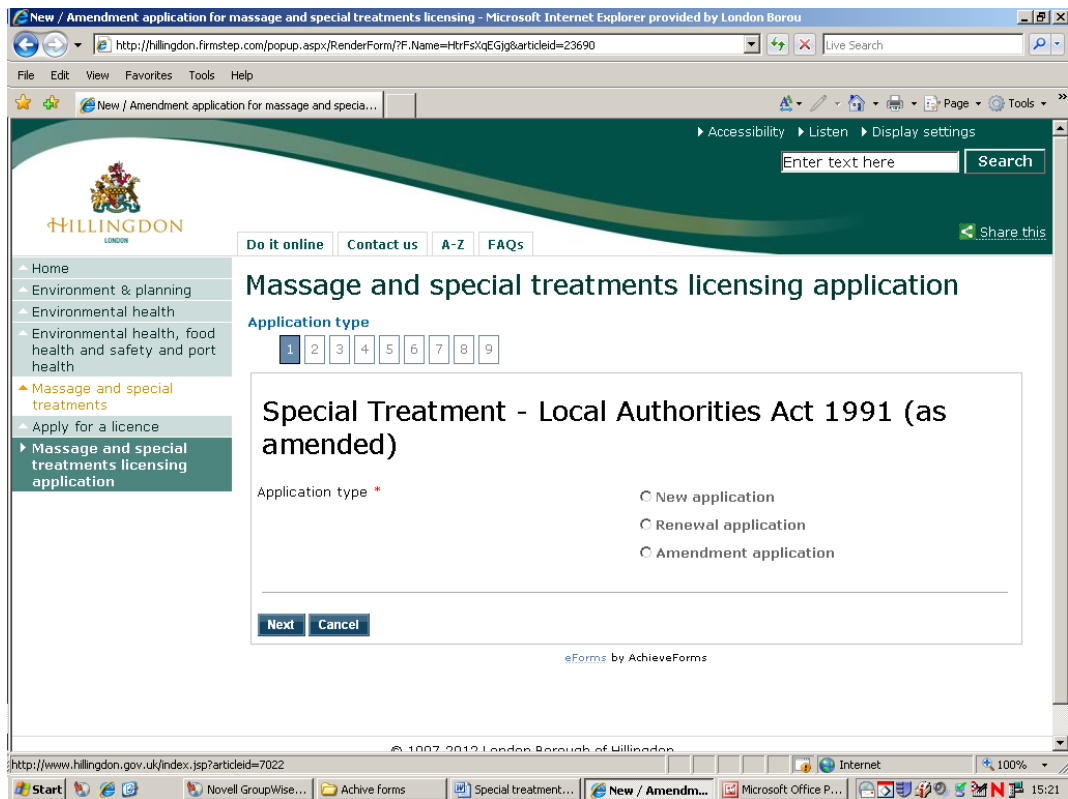 New / Amendment application for massage and special treatments licensing - Microsoft Internet Explorer provided by London Borou
http://hillingdon.firmstep.com/popup.aspx/RenderForm/?F.Name=HtrFsXqEGjg&articleid=23690
Live Search
File Edit View Favorites Tools Help
New / Amendment application for massage and specia...
Page Tools
Accessibility Listen Display settings
Enter text here Search
HILLINGDON
LONDON
Share this
Do it online Contact us A-Z FAQs
Home
Environment & planning
Environmental health
Environmental health, food
health and safety and port
health
Massage and special
treatments
Apply for a licence
Massage and special
treatments licensing
application
Massage and special treatments licensing application
Application type
1 2 3 4 5 6 7 8 9
Special Treatment - Local Authorities Act 1991 (as
amended)
Application type *
New application
Renewal application
Amendment application
Next Cancel
eForms by AchieveForms
© 1997-2012 London Borough of Hillingdon
http://www.hillingdon.gov.uk/index.jsp?articleid=7022
Internet 100%
Start Novell GroupWise... Achive forms Special treatment... New / Amendm... Microsoft Office P... 15:21